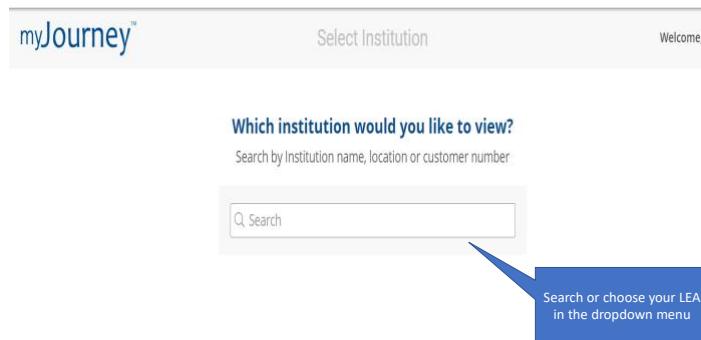 myJourney™
Select Institution
Welcome,
Which institution would you like to view?
Search by Institution name, location or customer number
Search
Search or choose your LEA
in the dropdown menu